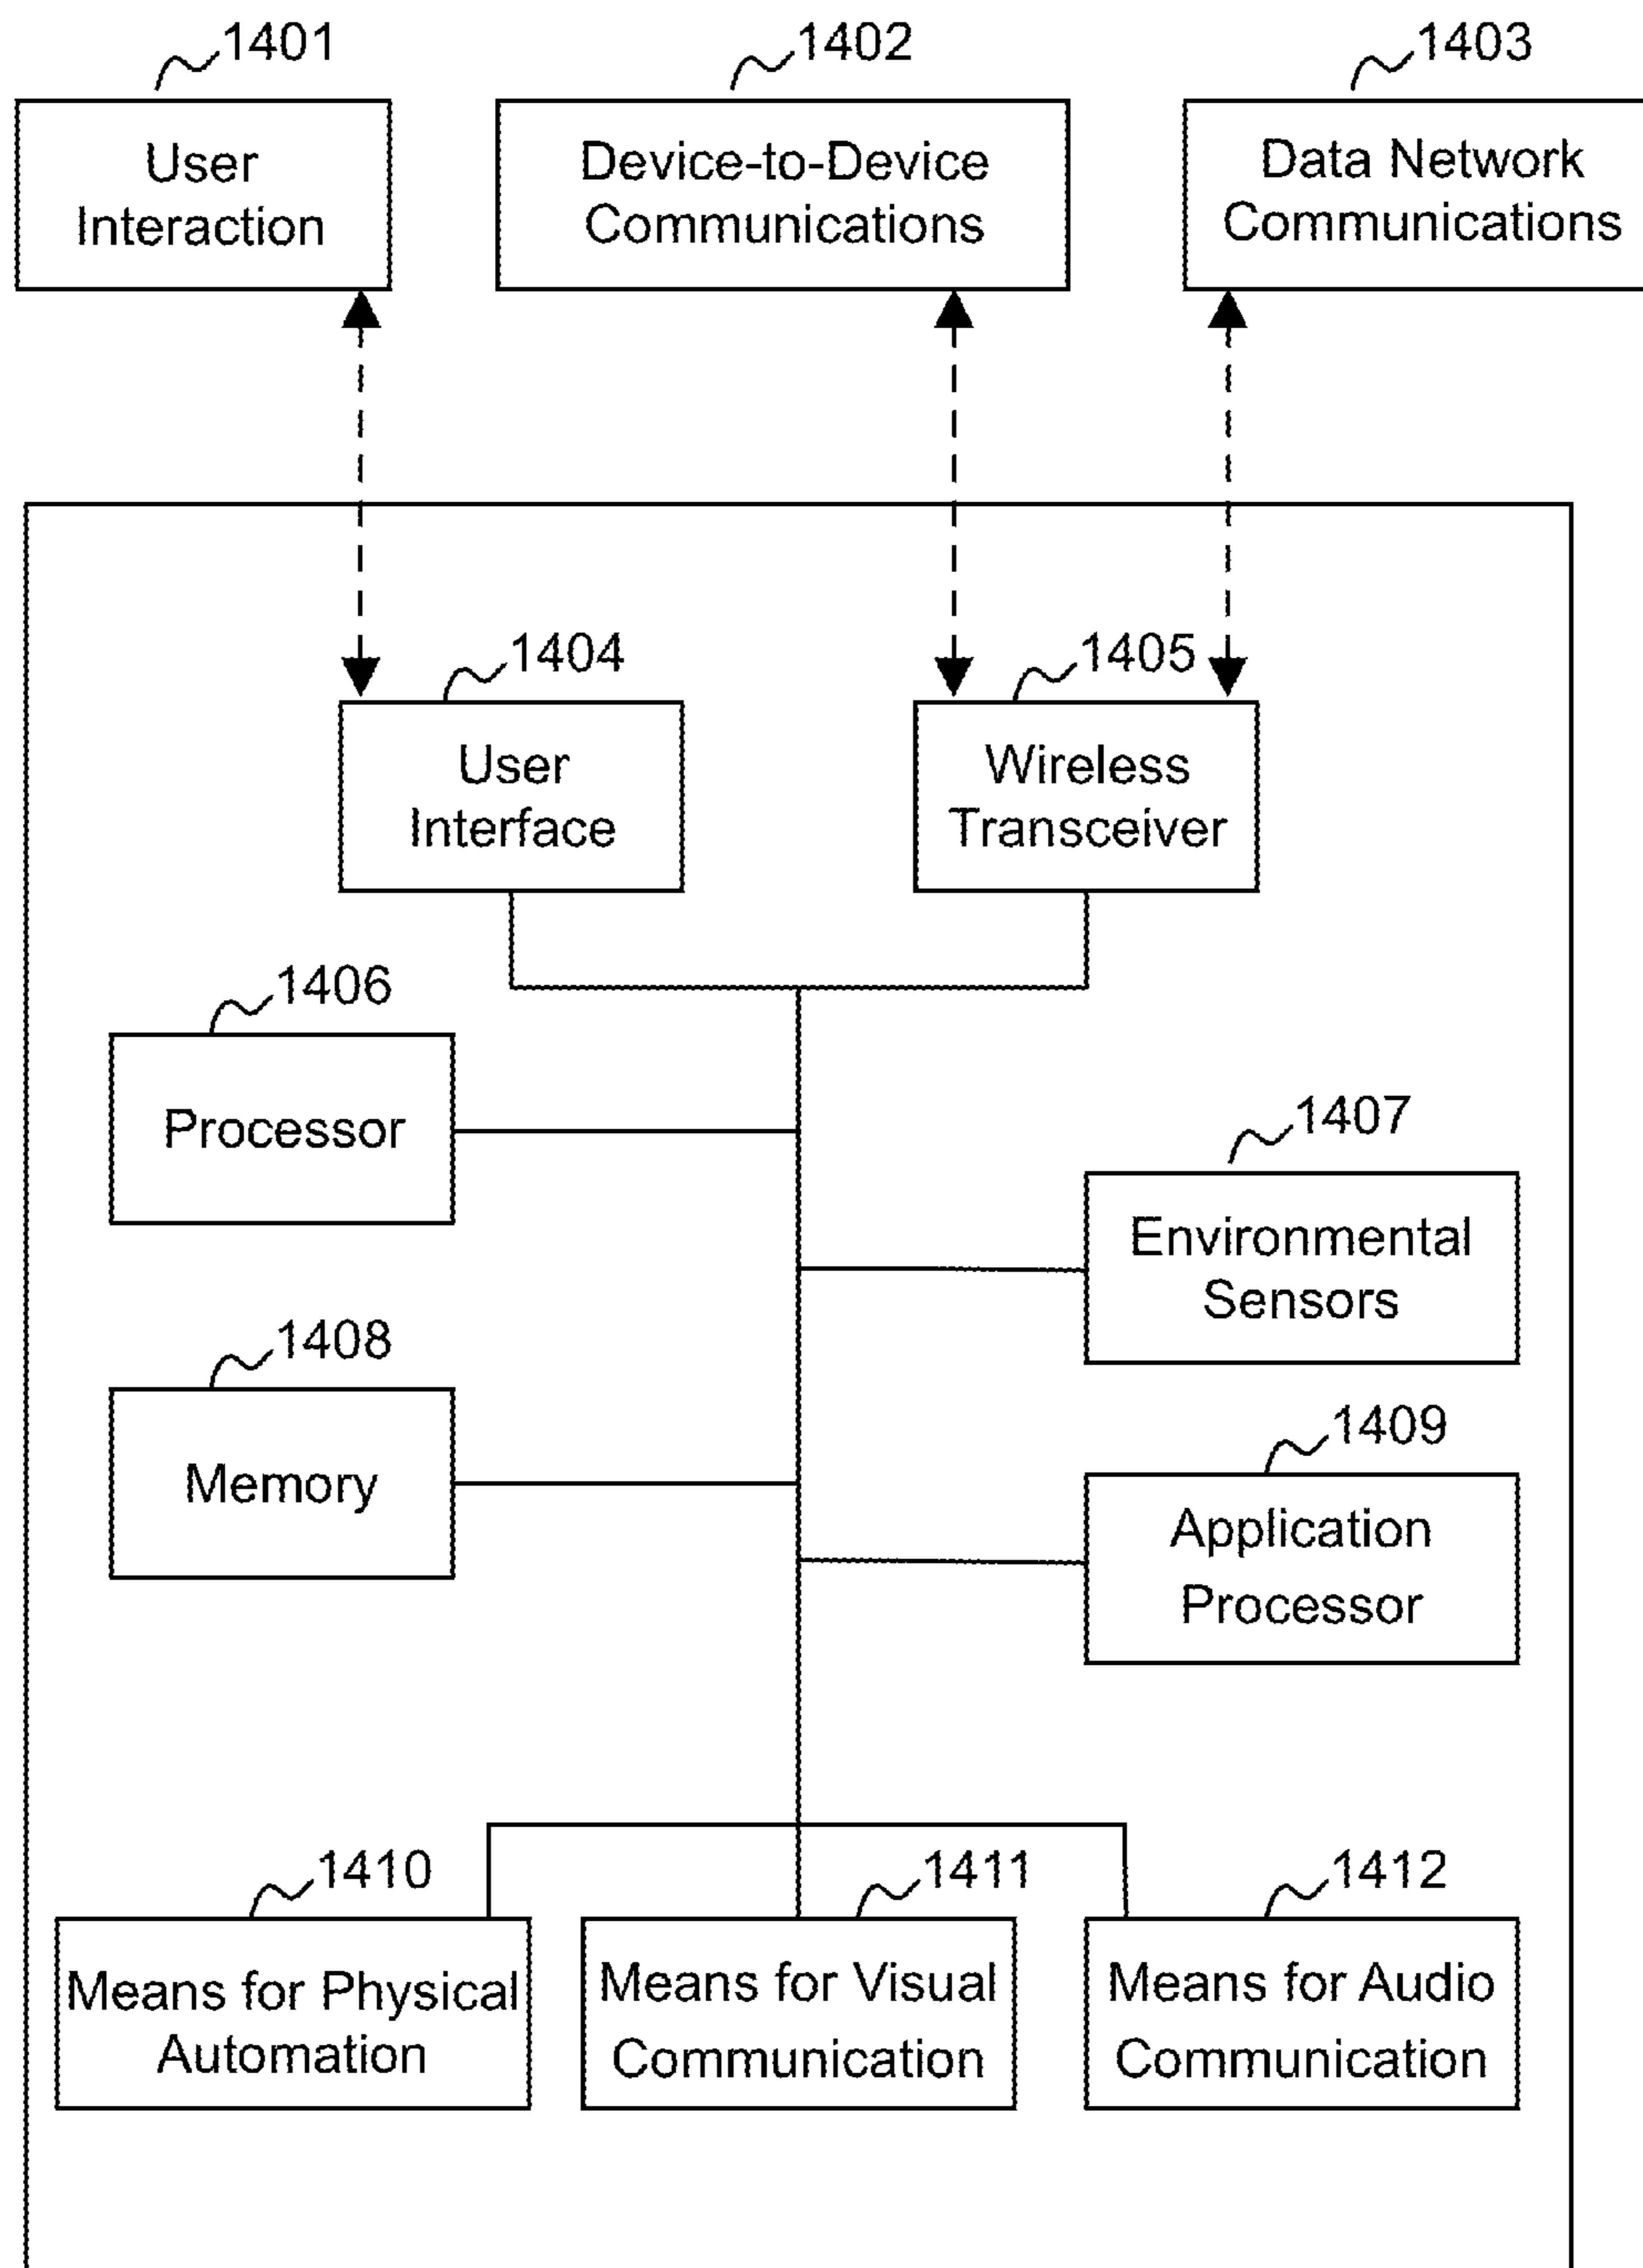 1401
1402
1403
User
Interaction
Device-to-Device
Communications
Data Network
Communications
1404
1405
User
Interface
Wireless
Transceiver
1406
Processor
1407
Environmental
Sensors
1408
Memory
1409
Application
Processor
1410
1411
1412
Means for Physical
Automation
Means for Visual
Communication
Means for Audio
Communication